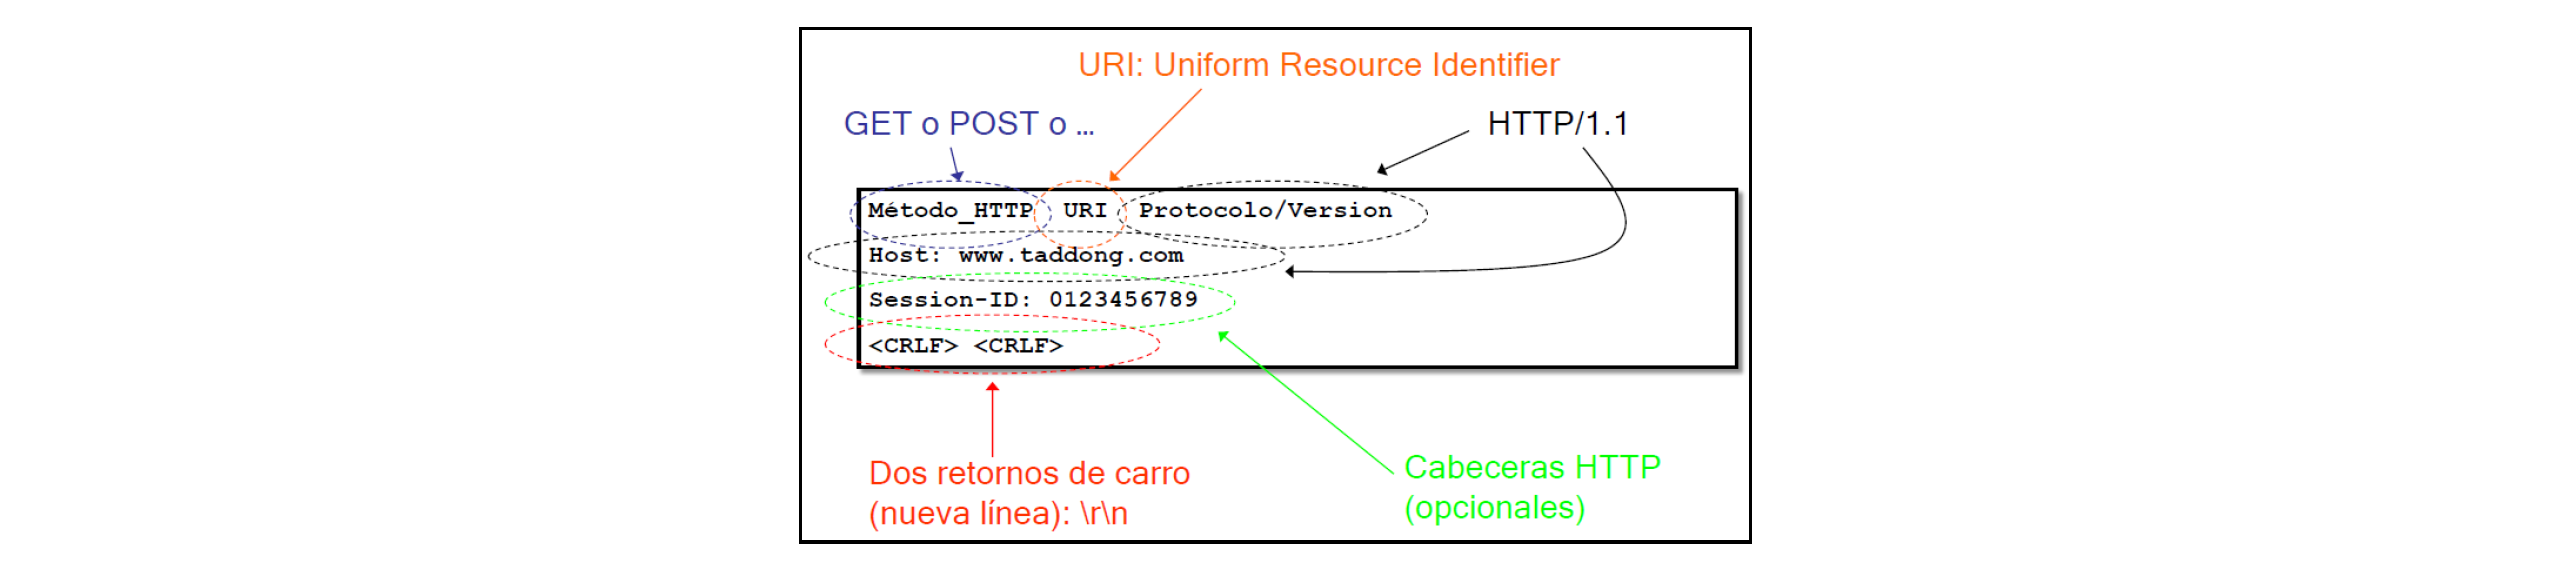 URI: Uniform Resource Identifier
GET o POST o ...
HTTP/1.1
Método_HTTP URI Protocolo/Version
Host: www.taddong.com
Session-ID: 0123456789
<CRLF> <CRLF>
Dos retornos de carro
(nueva línea): \r\n
Cabeceras HTTP
(opcionales)